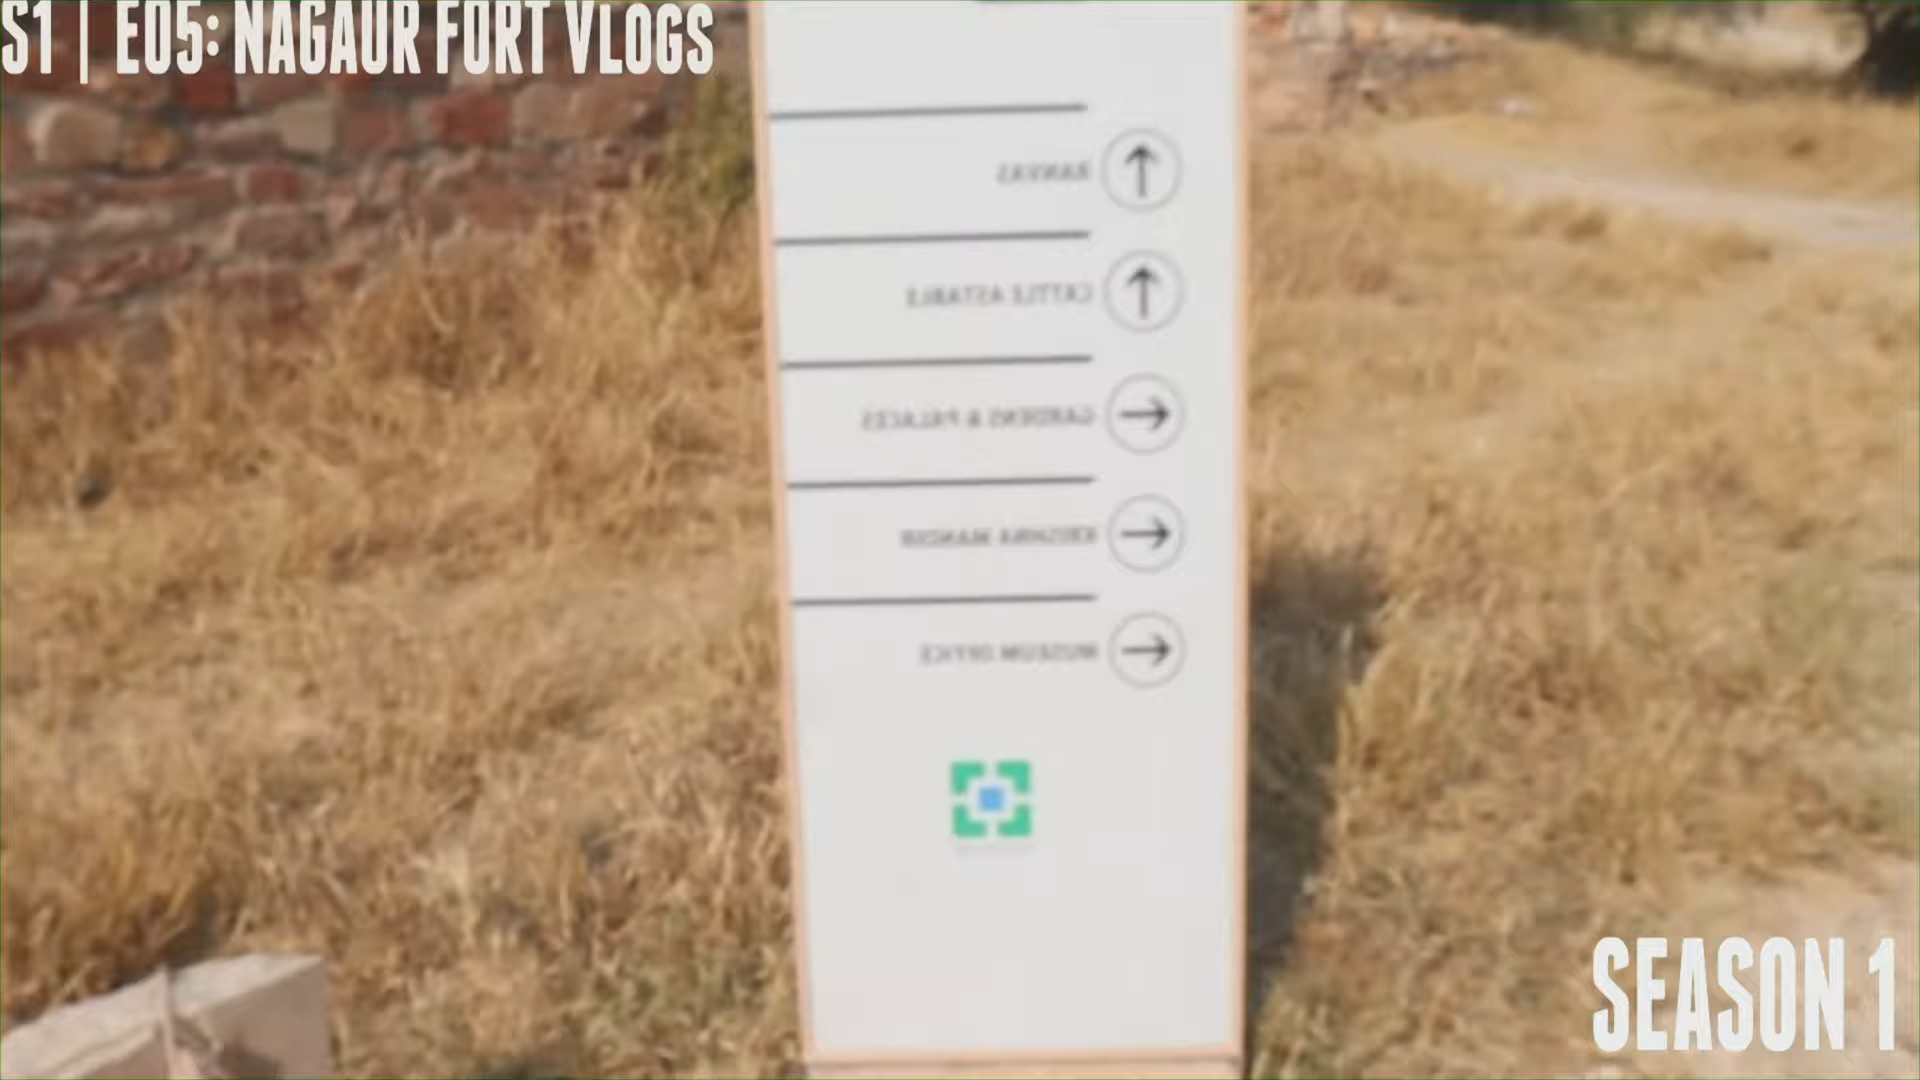 S1 | E05: NAGAUR FORT VLOGS
RANVAS
CATTLE ASTABLE
GARDENS & PALACES
KRISHNA MANDIR
MUSEUM OFFICE
SEASON 1